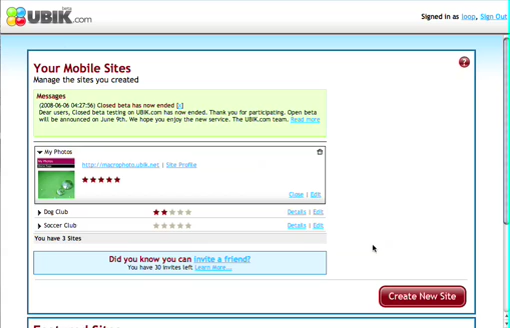 UBIK.com
beta
Signed in as loop, Sign Out
Your Mobile Sites
?
Manage the sites you created
Messages
(2008-06-06 04:27:56) Closed beta has now ended [x]
Dear users, Closed beta testing on UBIK.com has now ended. Thank you for participating. Open beta
will be announced on June 9th. We hope you enjoy the new service. The UBIK.com team. Read more
My Photos
My Photos
http://macrophoto.ubik.net | Site Profile
Close | Edit
Dog Club Details | Edit
Soccer Club Details | Edit
You have 3 Sites
Did you know you can invite a friend?
You have 30 invites left Learn More...
Create New Site